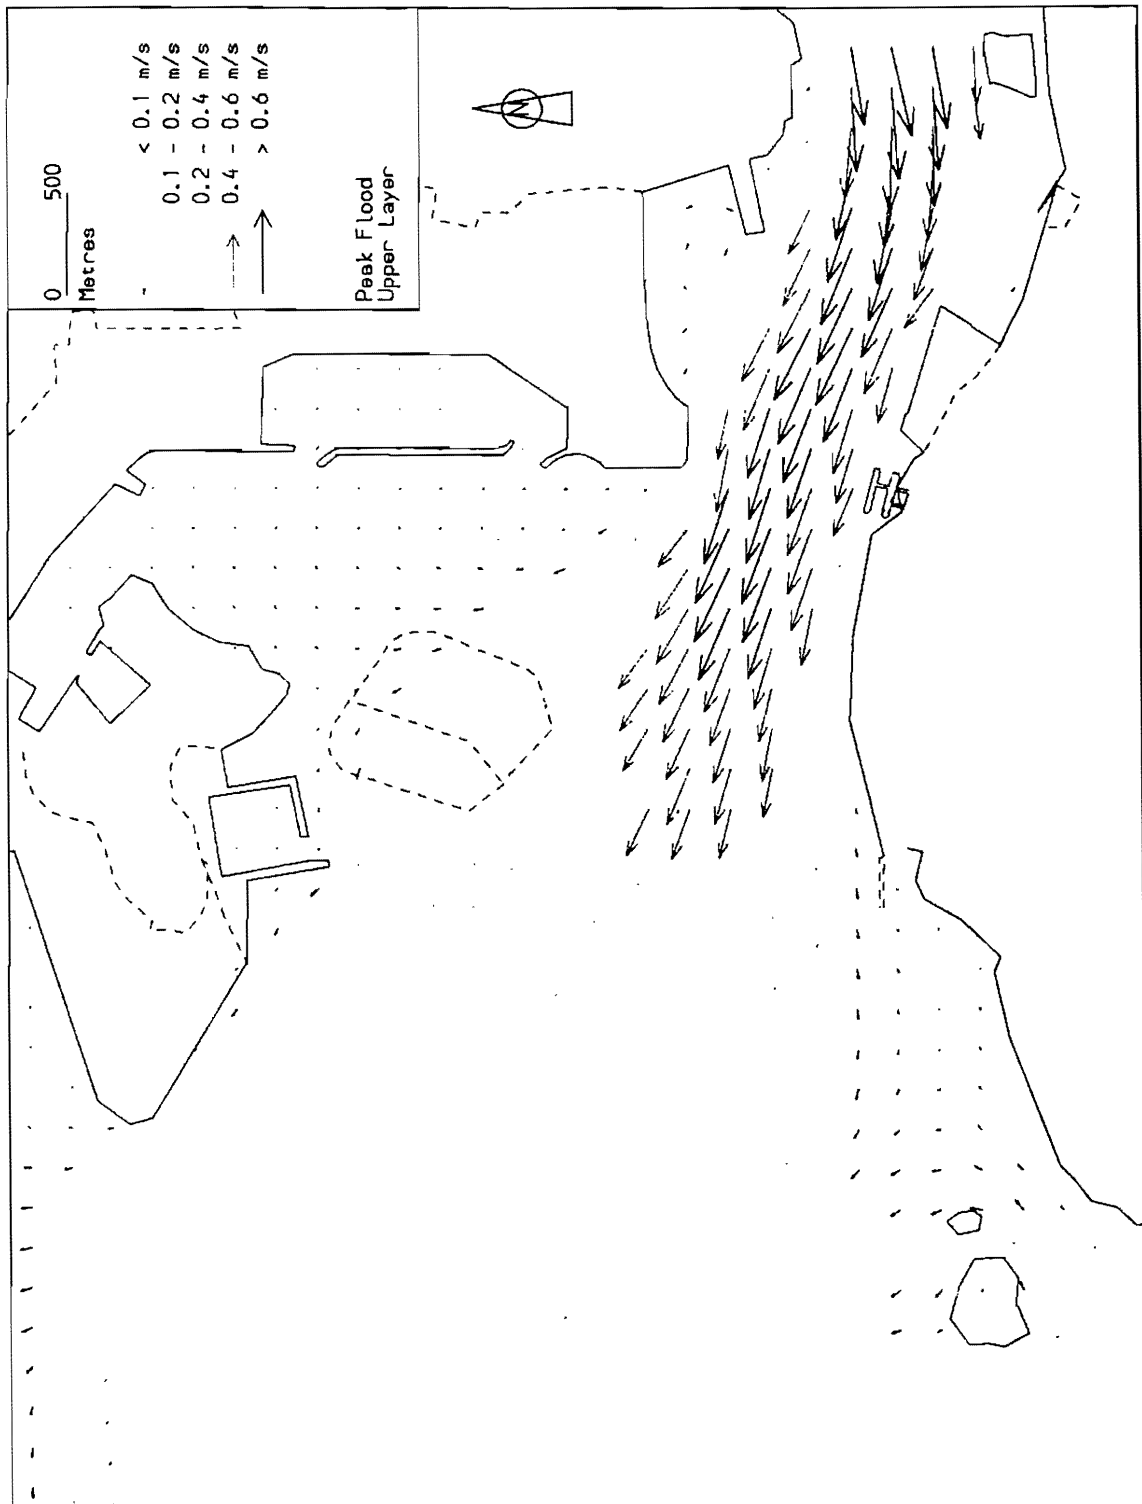 0 500
Metres
< 0.1 m/s
0.1 - 0.2 m/s
0.2 - 0.4 m/s
0.4 - 0.6 m/s
> 0.6 m/s
Peak Flood
Upper Layer
N